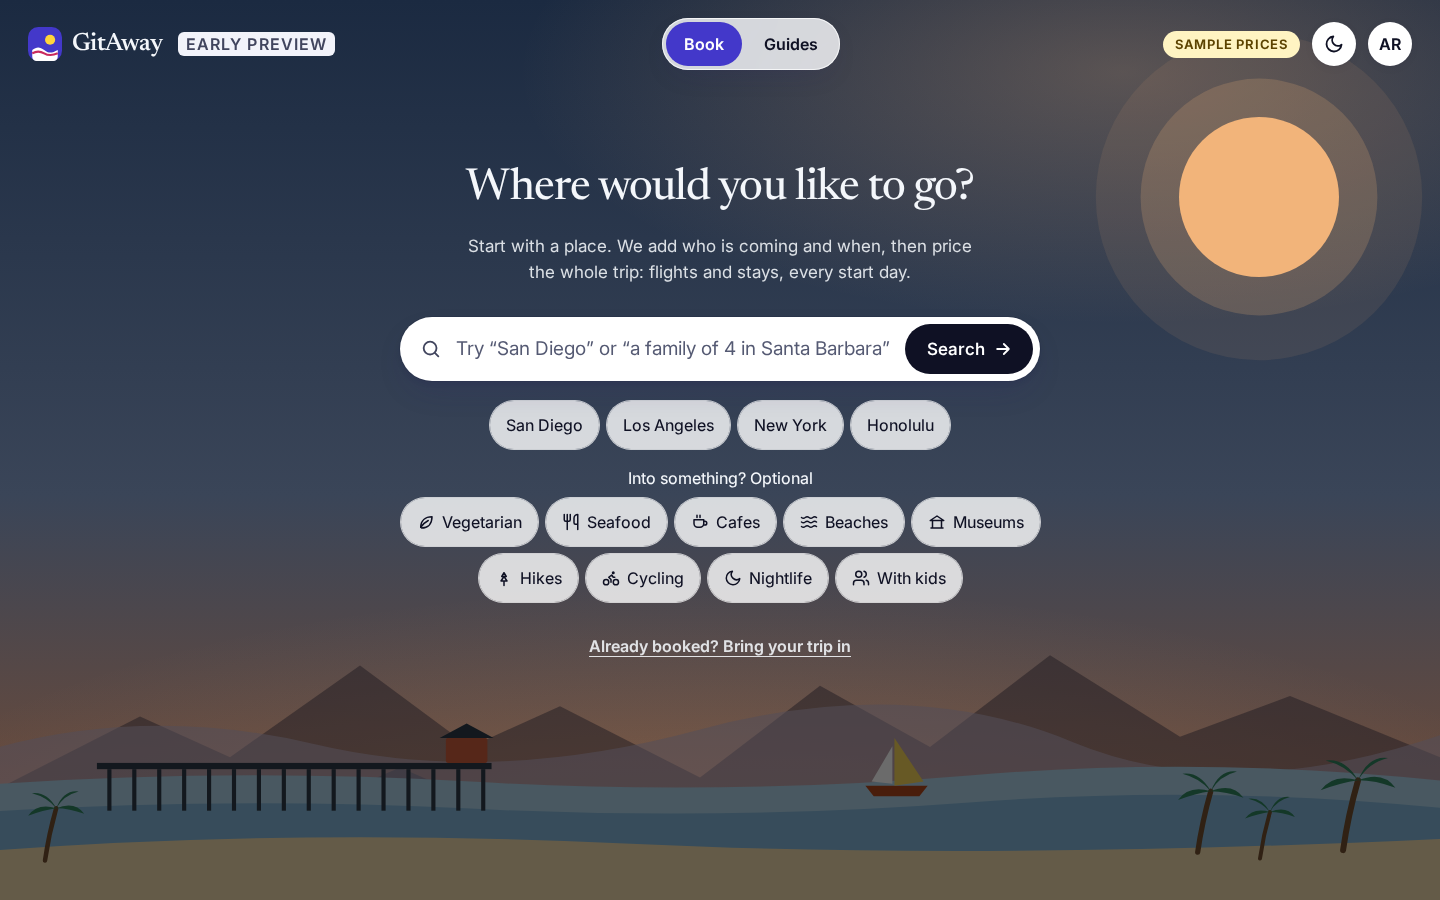 GitAway
EARLY PREVIEW
Book
Guides
SAMPLE PRICES
AR
Where would you like to go?
Start with a place. We add who is coming and when, then price
the whole trip: flights and stays, every start day.
Try “San Diego” or “a family of 4 in Santa Barbara”
Search
San Diego
Los Angeles
New York
Honolulu
Into something? Optional
Vegetarian
Seafood
Cafes
Beaches
Museums
Hikes
Cycling
Nightlife
With kids
Already booked? Bring your trip in